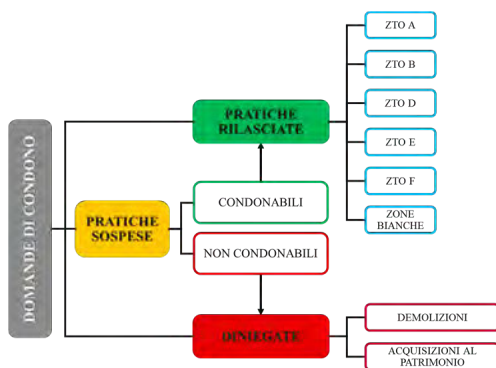 DOMANDE DI CONDONO
PRATICHE
RILASCIATE
PRATICHE
SOSPESE
CONDONABILI
NON CONDONABILI
DINIEGATE
ZTO A
ZTO B
ZTO D
ZTO E
ZTO F
ZONE
BIANCHE
DEMOLIZIONI
ACQUISIZIONI AL
PATRIMONIO